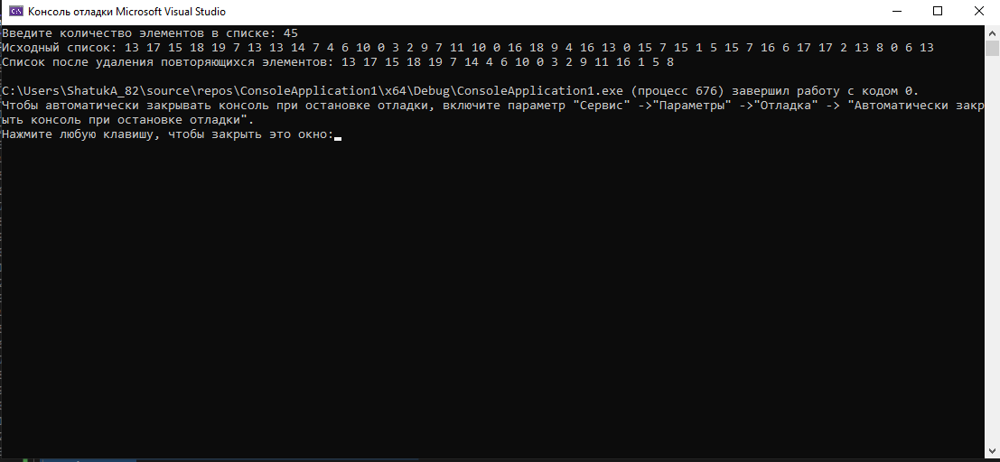 Консоль отладки Microsoft Visual Studio
Введите количество элементов в списке: 45
Исходный список: 13 17 15 18 19 7 13 13 14 7 4 6 10 0 3 2 9 7 11 10 0 16 18 9 4 16 13 0 15 7 15 1 5 15 7 16 6 17 17 2 13 8 0 6 13
Список после удаления повторяющихся элементов: 13 17 15 18 19 7 14 4 6 10 0 3 2 9 11 16 1 5 8
C:\Users\ShatukA_82\source\repos\ConsoleApplication1\x64\Debug\ConsoleApplication1.exe (процесс 676) завершил работу с кодом 0.
Чтобы автоматически закрывать консоль при остановке отладки, включите параметр "Сервис" ->"Параметры" ->"Отладка" -> "Автоматически закр
ыть консоль при остановке отладки".
Нажмите любую клавишу, чтобы закрыть это окно: